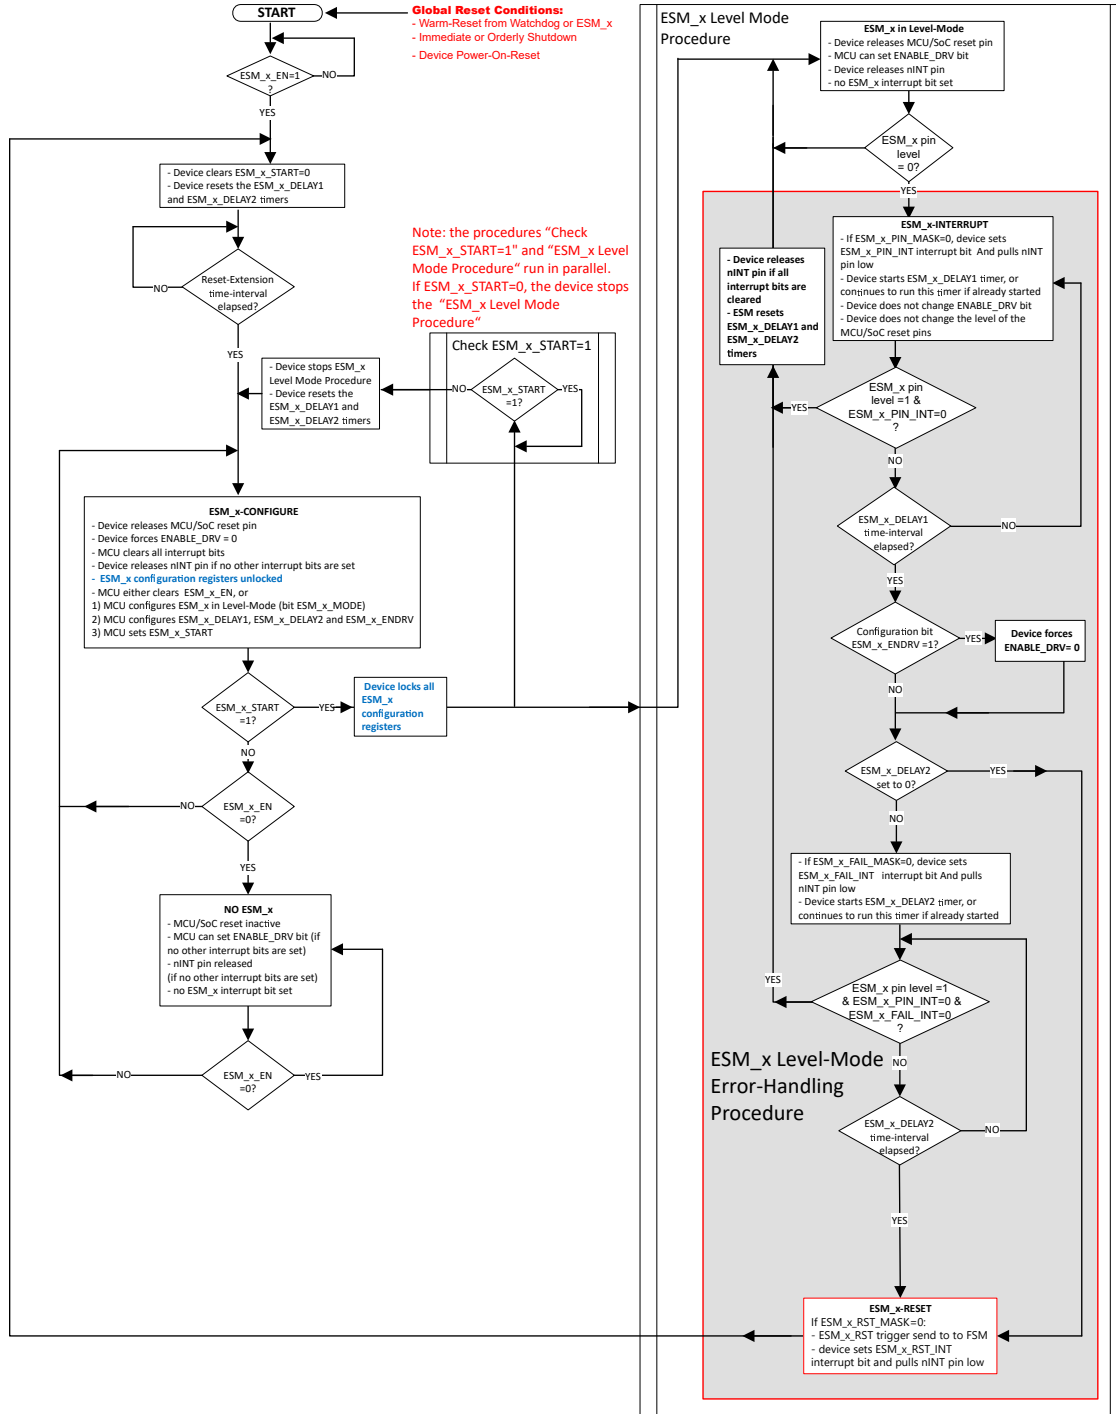 START
Global Reset Conditions:
- Warm-Reset from Watchdog or ESM_x
- Immediate or Orderly Shutdown
- Device Power-On-Reset
ESM_x_EN=1
?
NO
YES
- Device clears ESM_x_START=0
- Device resets the ESM_x_DELAY1
and ESM_x_DELAY2 timers
Reset-Extension
time-interval
elapsed?
NO
YES
Note: the procedures “Check
ESM_x_START=1" and “ESM_x Level
Mode Procedure“ run in parallel.
If ESM_x_START=0, the device stops
the “ESM_x Level Mode
Procedure“
Check ESM_x_START=1
ESM_x_START
=1?
NO
YES
- Device stops ESM_x
Level Mode Procedure
- Device resets the
ESM_x_DELAY1 and
ESM_x_DELAY2 timers
ESM_x-CONFIGURE
- Device releases MCU/SoC reset pin
- Device forces ENABLE_DRV = 0
- MCU clears all interrupt bits
- Device releases nINT pin if no other interrupt bits are set
- ESM_x configuration registers unlocked
- MCU either clears ESM_x_EN, or
1) MCU configures ESM_x in Level-Mode (bit ESM_x_MODE)
2) MCU configures ESM_x_DELAY1, ESM_x_DELAY2 and ESM_x_ENDRV
3) MCU sets ESM_x_START
ESM_x_START
=1?
YES
NO
Device locks all
ESM_x
configuration
registers
ESM_x_EN
=0?
NO
YES
NO ESM_x
- MCU/SoC reset inactive
- MCU can set ENABLE_DRV bit (if
no other interrupt bits are set)
- nINT pin released
(if no other interrupt bits are set)
- no ESM_x interrupt bit set
ESM_x_EN
=0?
NO
YES
ESM_x Level Mode
Procedure
ESM_x in Level-Mode
- Device releases MCU/SoC reset pin
- MCU can set ENABLE_DRV bit
- Device releases nINT pin
- no ESM_x interrupt bit set
ESM_x pin
level
= 0?
YES
ESM_x-INTERRUPT
- If ESM_x_PIN_MASK=0, device sets
ESM_x_PIN_INT interrupt bit And pulls nINT
pin low
- Device starts ESM_x_DELAY1 timer, or
continues to run this timer if already started
- Device does not change ENABLE_DRV bit
- Device does not change the level of the
MCU/SoC reset pins
- Device releases
nINT pin if all
interrupt bits are
cleared
- ESM resets
ESM_x_DELAY1 and
ESM_x_DELAY2
timers
ESM_x pin
level =1 &
ESM_x_PIN_INT=0
?
YES
NO
ESM_x_DELAY1
time-interval
elapsed?
NO
YES
Configuration bit
ESM_x_ENDRV =1?
YES
NO
Device forces
ENABLE_DRV= 0
ESM_x_DELAY2
set to 0?
YES
NO
- If ESM_x_FAIL_MASK=0, device sets
ESM_x_FAIL_INT interrupt bit And pulls
nINT pin low
- Device starts ESM_x_DELAY2 timer, or
continues to run this timer if already started
ESM_x pin level =1
& ESM_x_PIN_INT=0 &
ESM_x_FAIL_INT=0
?
YES
NO
ESM_x Level-Mode
Error-Handling
Procedure
ESM_x_DELAY2
time-interval
elapsed?
NO
YES
ESM_x-RESET
If ESM_x_RST_MASK=0:
- ESM_x_RST trigger send to to FSM
- device sets ESM_x_RST_INT
interrupt bit and pulls nINT pin low